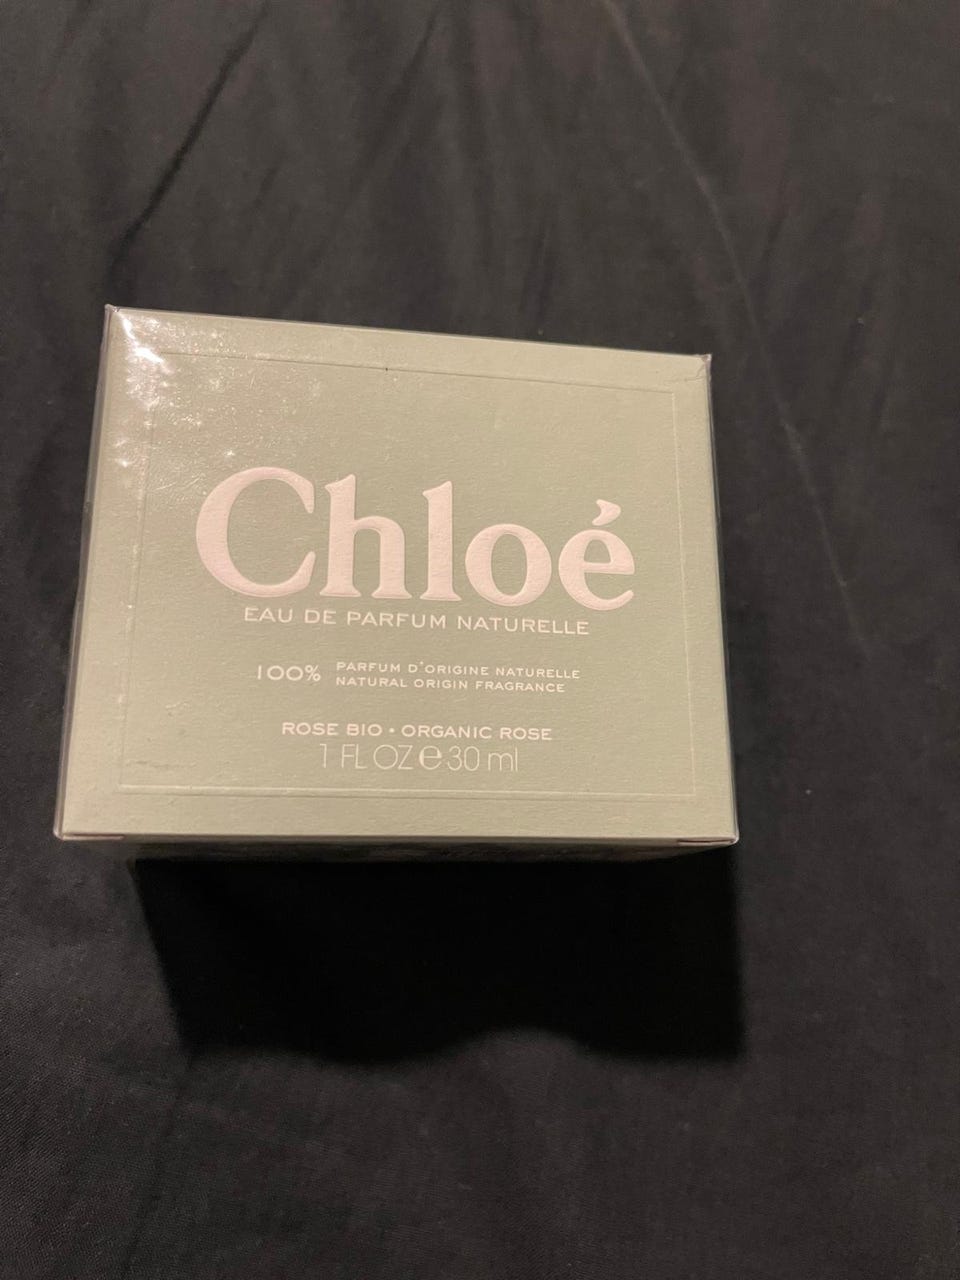 Chloé
EAU DE PARFUM NATURELLE
100% PARFUM D'ORIGINE NATURELLE
NATURAL ORIGIN FRAGRANCE
ROSE BIO • ORGANIC ROSE
1 FL OZ ℮ 30 ml